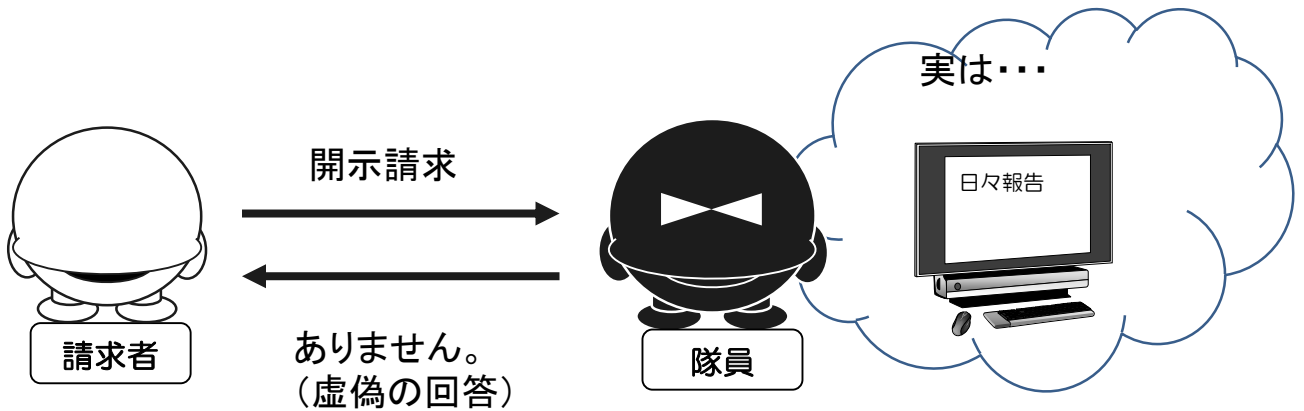 実は・・・
日々報告
開示請求
ありません。
（虚偽の回答）
請求者
隊員